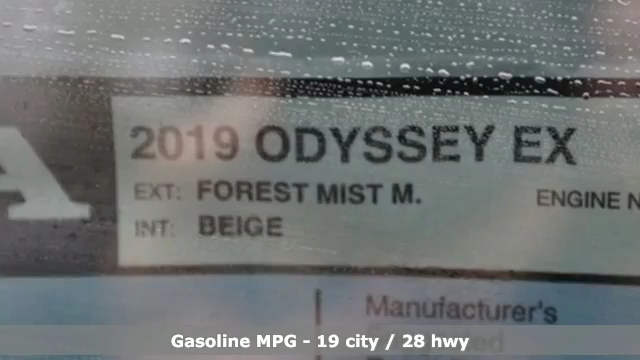 A
2019 ODYSSEY EX
EXT: FOREST MIST M.
ENGINE N
INT: BEIGE
Manufacturer's
Gasoline MPG - 19 city / 28 hwy